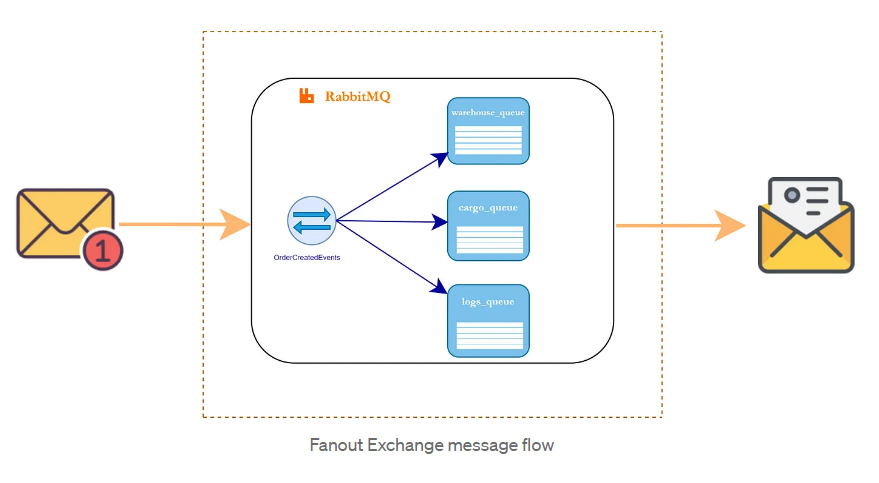 RabbitMQ
warehouse_queue
cargo_queue
1
OrderCreatedEvents
logs_queue
Fanout Exchange message flow